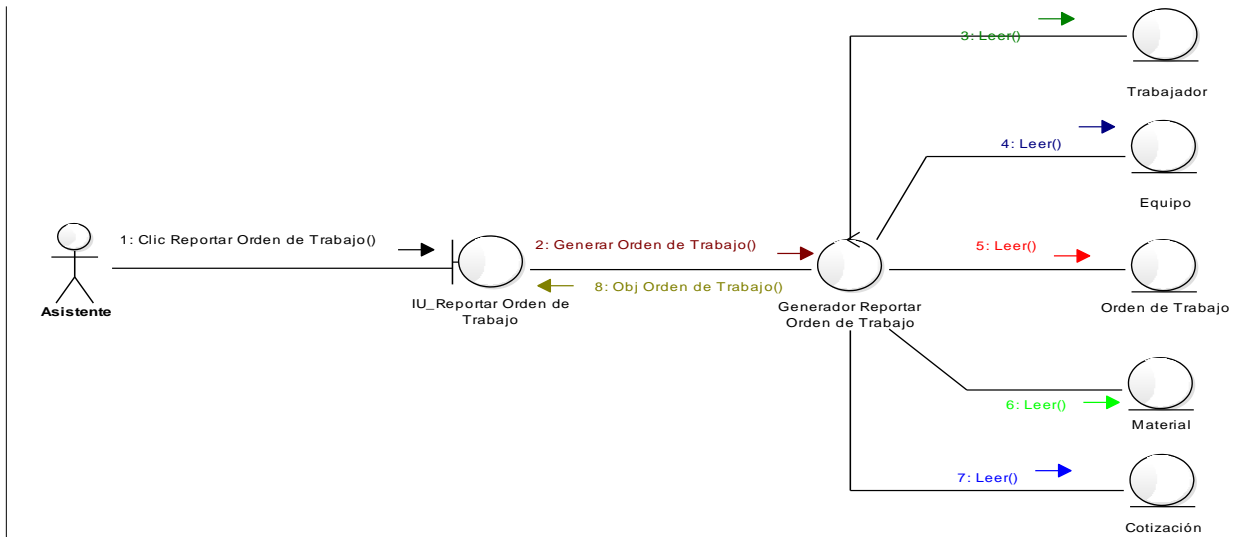 3: Leer()
Trabajador
4: Leer()
Equipo
1: Clic Reportar Orden de Trabajo()
2: Generar Orden de Trabajo()
5: Leer()
8: Obj Orden de Trabajo()
Asistente
IU_Reportar Orden de
Trabajo
Generador Reportar
Orden de Trabajo
Orden de Trabajo
6: Leer()
Material
7: Leer()
Cotización